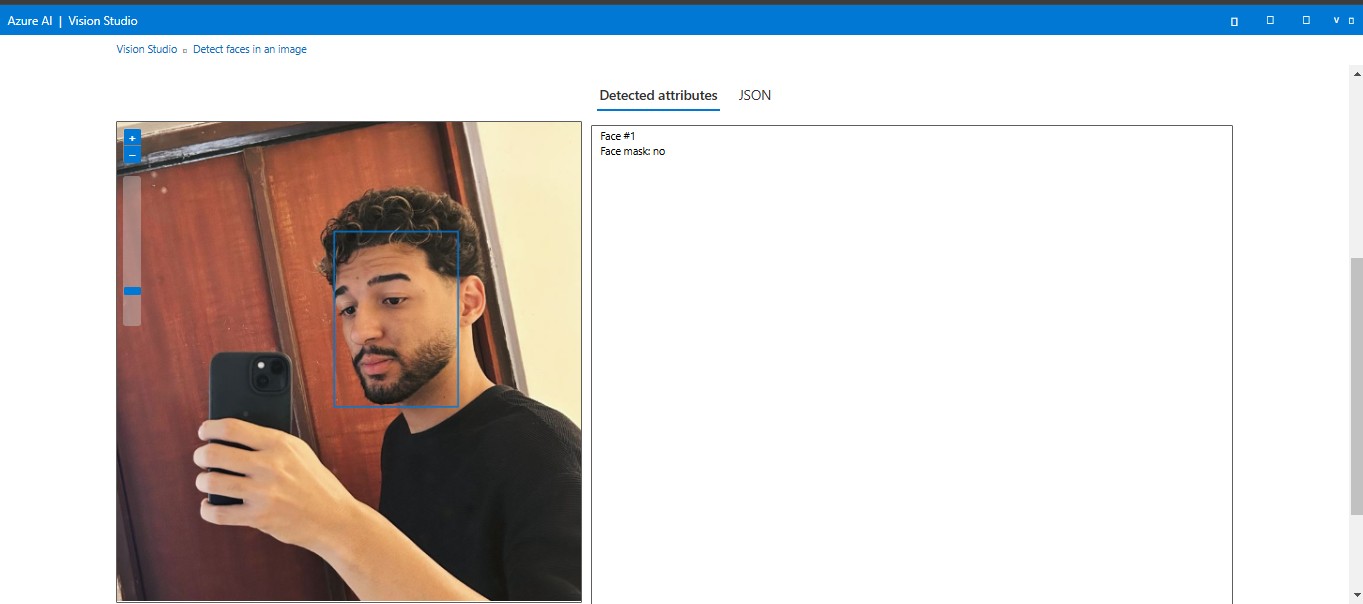 Azure AI | Vision Studio
Vision Studio
Detect faces in an image
Detected attributes
JSON
+
−
Face #1
Face mask: no